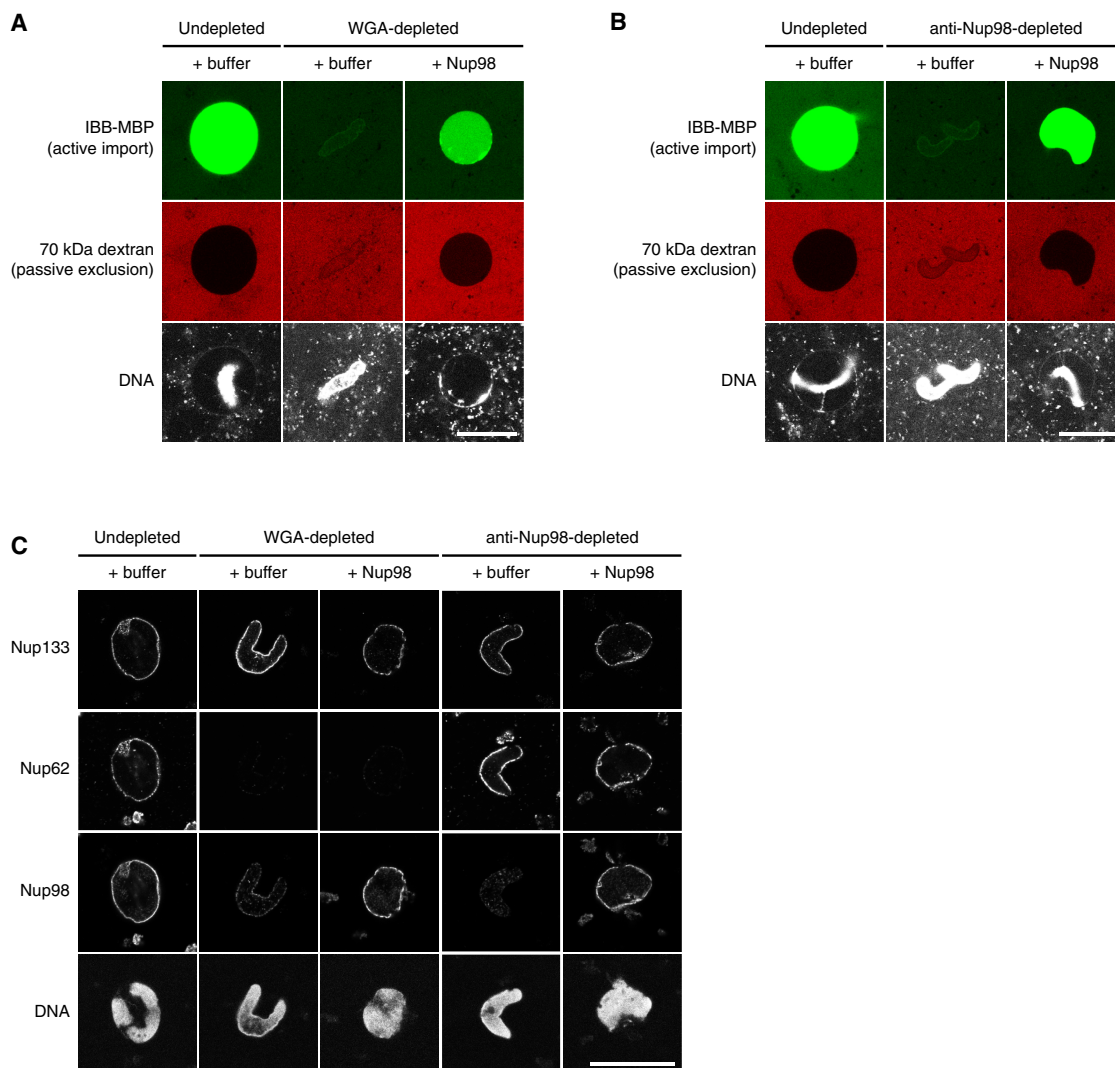 A
Undepleted WGA-depleted
+ buffer + buffer + Nup98
IBB-MBP
(active import)
70 kDa dextran
(passive exclusion)
DNA
B
Undepleted anti-Nup98-depleted
+ buffer + buffer + Nup98
IBB-MBP
(active import)
70 kDa dextran
(passive exclusion)
DNA
C
Undepleted WGA-depleted anti-Nup98-depleted
+ buffer + buffer + Nup98 + buffer + Nup98
Nup133
Nup62
Nup98
DNA